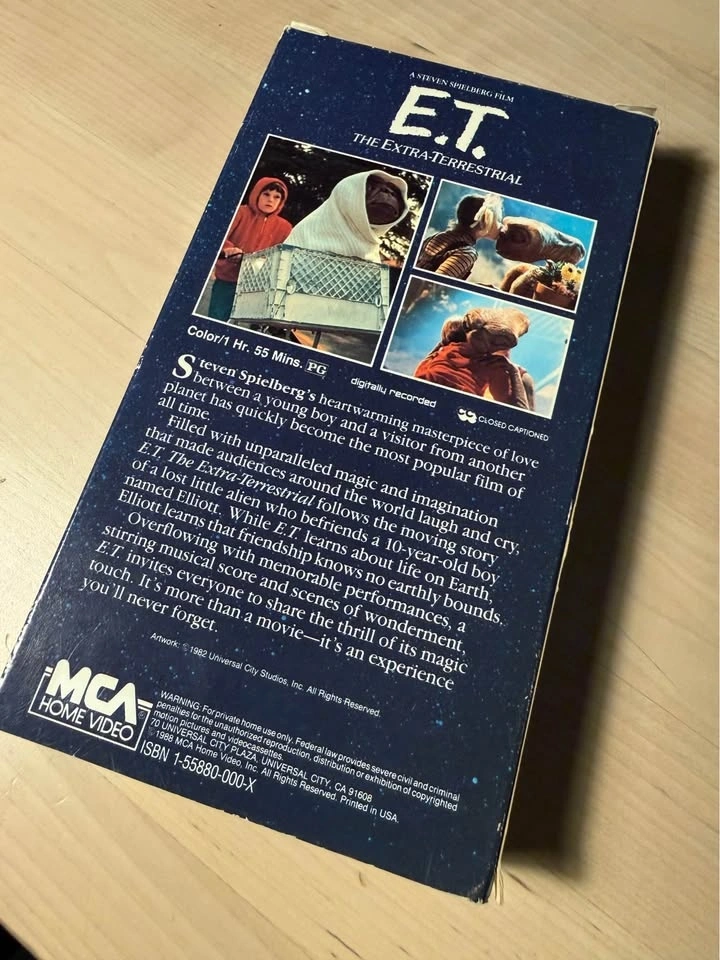 A STEVEN SPIELBERG FILM
E.T.
THE EXTRA-TERRESTRIAL
Color/1 Hr. 55 Mins. PG
digitally recorded
CLOSED CAPTIONED
Steven Spielberg's heartwarming masterpiece of love
between a young boy and a visitor from another
planet has quickly become the most popular film of
all time.
Filled with unparalleled magic and imagination
that made audiences around the world laugh and cry,
E.T. The Extra-Terrestrial follows the moving story
of a lost little alien who befriends a 10-year-old boy
named Elliott. While E.T. learns about life on Earth,
Elliott learns that friendship knows no earthly bounds.
Overflowing with memorable performances, a
stirring musical score and scenes of wonderment,
E.T. invites everyone to share the thrill of its magic
touch. It's more than a movie—it's an experience
you'll never forget.
Artwork: © 1982 Universal City Studios, Inc. All Rights Reserved.
MCA
HOME VIDEO
WARNING: For private home use only. Federal law provides severe civil and criminal
penalties for the unauthorized reproduction, distribution or exhibition of copyrighted
motion pictures and videocassettes.
70 UNIVERSAL CITY PLAZA, UNIVERSAL CITY, CA 91608
© 1988 MCA Home Video, Inc. All Rights Reserved. Printed in USA.
ISBN 1-55880-000-X